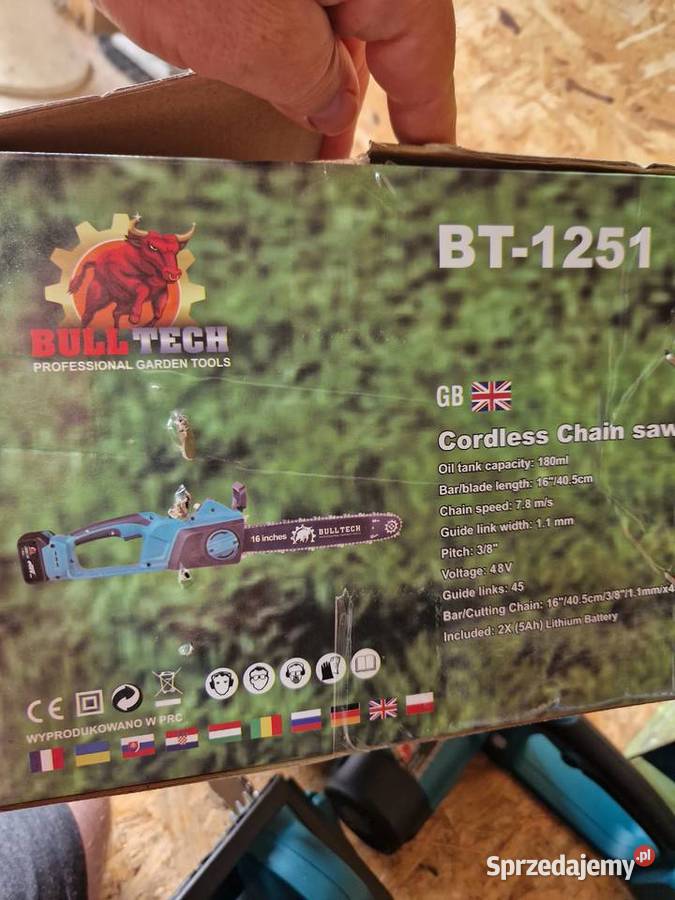 BT-1251
BULL TECH
PROFESSIONAL GARDEN TOOLS
GB
Cordless Chain saw
Oil tank capacity: 180ml
Bar/blade length: 16"/40.5cm
Chain speed: 7.8 m/s
Guide link width: 1.1 mm
Pitch: 3/8"
Voltage: 48V
Guide links: 45
Bar/Cutting Chain: 16"/40.5cm/3/8"/1.1mm/x4
Included: 2X (5Ah) Lithium Battery
16 inches BULLTECH
CE
WYPRODUKOWANO W PRC
Sprzedajemy.pl